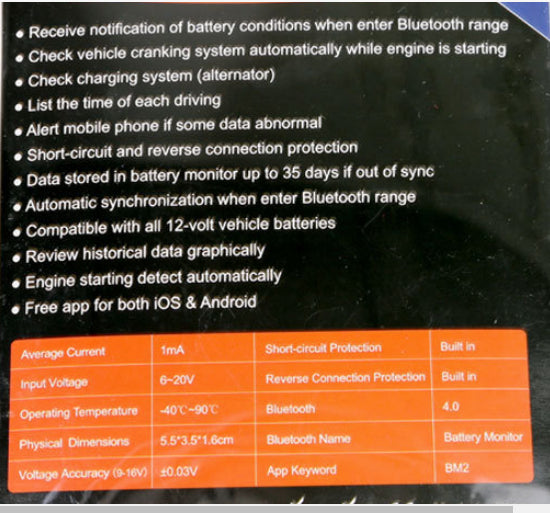 • Receive notification of battery conditions when enter Bluetooth range
• Check vehicle cranking system automatically while engine is starting
• Check charging system (alternator)
• List the time of each driving
• Alert mobile phone if some data abnormal
• Short-circuit and reverse connection protection
• Data stored in battery monitor up to 35 days if out of sync
• Automatic synchronization when enter Bluetooth range
• Compatible with all 12-volt vehicle batteries
• Review historical data graphically
• Engine starting detect automatically
• Free app for both iOS & Android
Average Current 1mA Short-circuit Protection Built in
Input Voltage 6~20V Reverse Connection Protection Built in
Operating Temperature -40℃~90℃ Bluetooth 4.0
Physical Dimensions 5.5*3.5*1.6cm Bluetooth Name Battery Monitor
Voltage Accuracy (9-16V) ±0.03V App Keyword BM2